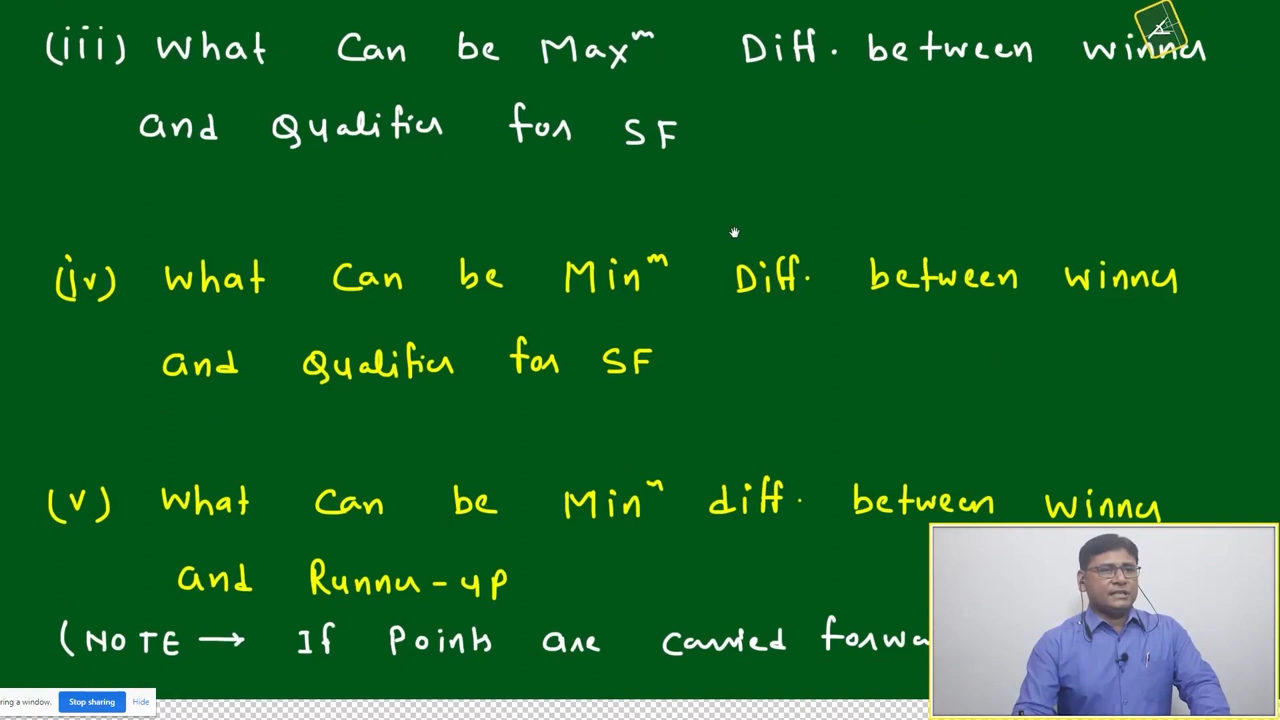 (iii) What Can be Maxᵐ Diff. between winner
and Qualifier for SF
(iv) What Can be Minᵐ Diff. between winner
and Qualifier for SF
(v) What Can be Minᵐ diff. between winner
and Runner-up
(NOTE → If Points are carried forwa
ring a window. Stop sharing Hide